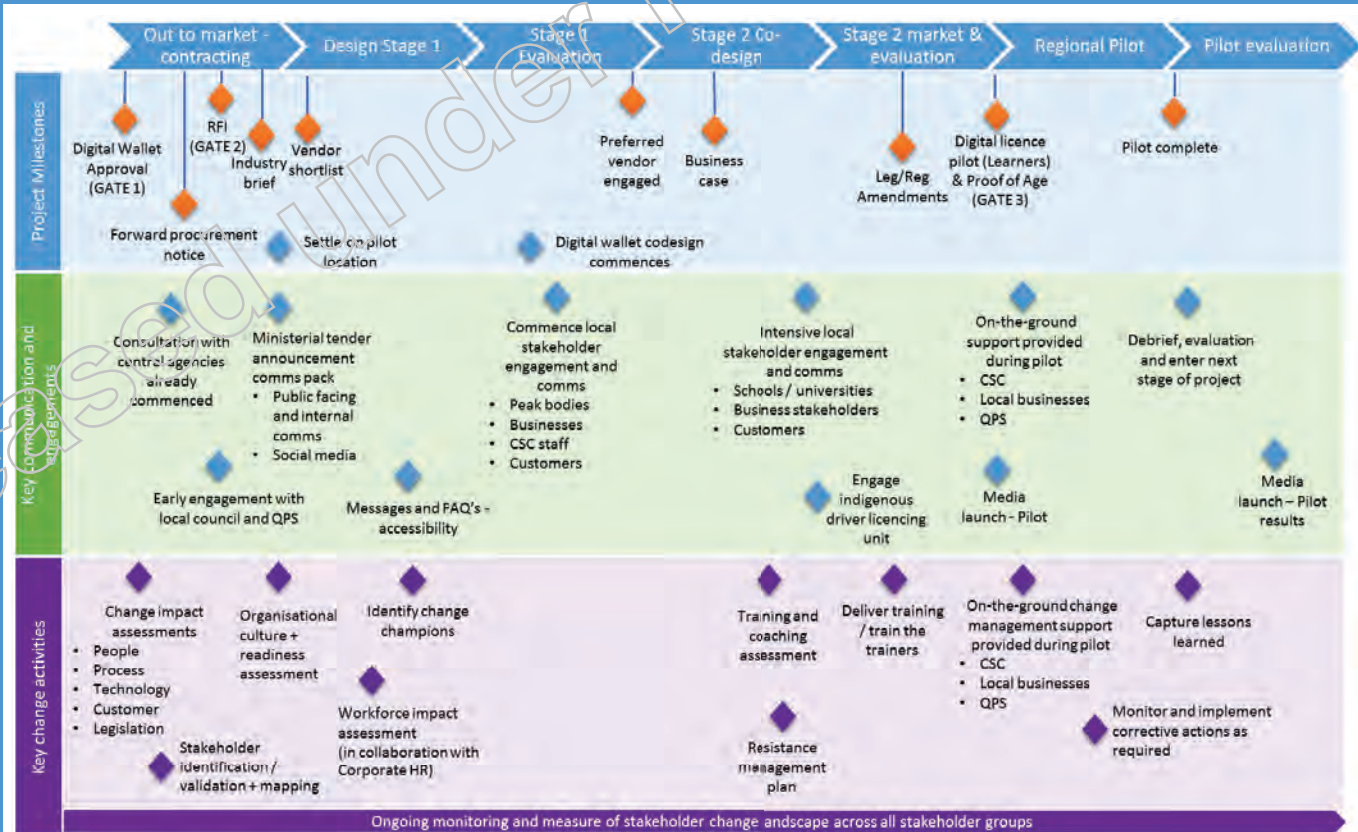 Out to market -
contracting
Design Stage 1
Stage 1
Evaluation
Stage 2 Co-
design
Stage 2 market &
evaluation
Regional Pilot
Pilot evaluation
Project Milestones
Digital Wallet
Approval
(GATE 1)
Forward procurement
notice
RFI
(GATE 2)
Industry
brief
Vendor
shortlist
Settle on pilot
location
Preferred
vendor
engaged
Digital wallet codesign
commences
Business
case
Leg/Reg
Amendments
Digital licence
pilot (Learners)
& Proof of Age
(GATE 3)
Pilot complete
Key communication and
engagements
Consultation with
central agencies
already
commenced
Early engagement with
local council and QPS
Ministerial tender
announcement
comms pack
• Public facing
and internal
comms
• Social media
Messages and FAQ's -
accessibility
Commence local
stakeholder
engagement and
comms
• Peak bodies
• Businesses
• CSC staff
• Customers
Intensive local
stakeholder engagement
and comms
• Schools / universities
• Business stakeholders
• Customers
Engage
indigenous
driver licencing
unit
On-the-ground
support provided
during pilot
• CSC
• Local businesses
• QPS
Media
launch - Pilot
Debrief, evaluation
and enter next
stage of project
Media
launch – Pilot
results
Key change activities
Change impact
assessments
• People
• Process
• Technology
• Customer
• Legislation
Stakeholder
identification /
validation + mapping
Organisational
culture +
readiness
assessment
Identify change
champions
Workforce impact
assessment
(in collaboration with
Corporate HR)
Training and
coaching
assessment
Resistance
management
plan
Deliver training
/ train the
trainers
On-the-ground change
management support
provided during pilot
• CSC
• Local businesses
• QPS
Capture lessons
learned
Monitor and implement
corrective actions as
required
Ongoing monitoring and measure of stakeholder change andscape across all stakeholder groups
under